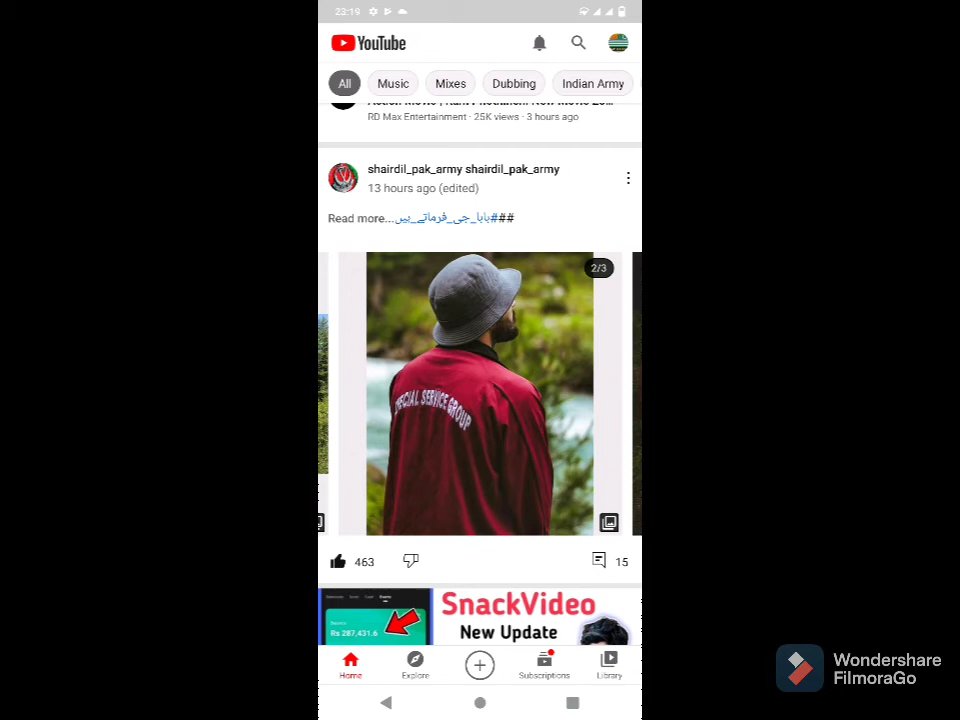 23:19
YouTube
All Music Mixes Dubbing Indian Army
RD Max Entertainment · 25K views · 3 hours ago
shairdil_pak_army shairdil_pak_army
13 hours ago (edited)
Read more...بابا_جی_فرماتے_ہیں###
2/3
SPECIAL SERVICE GROUP
463
15
Balance
Rs 287,431.6
SnackVideo
New Update
Home Explore Subscriptions Library
Wondershare
FilmoraGo